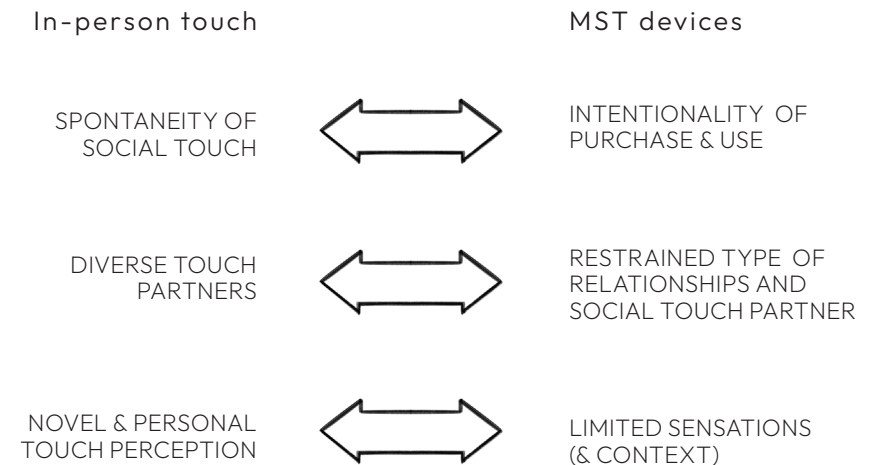 In-person touch
MST devices
SPONTANEITY OF
SOCIAL TOUCH
INTENTIONALITY OF
PURCHASE & USE
DIVERSE TOUCH
PARTNERS
RESTRAINED TYPE OF
RELATIONSHIPS AND
SOCIAL TOUCH PARTNER
NOVEL & PERSONAL
TOUCH PERCEPTION
LIMITED SENSATIONS
(& CONTEXT)